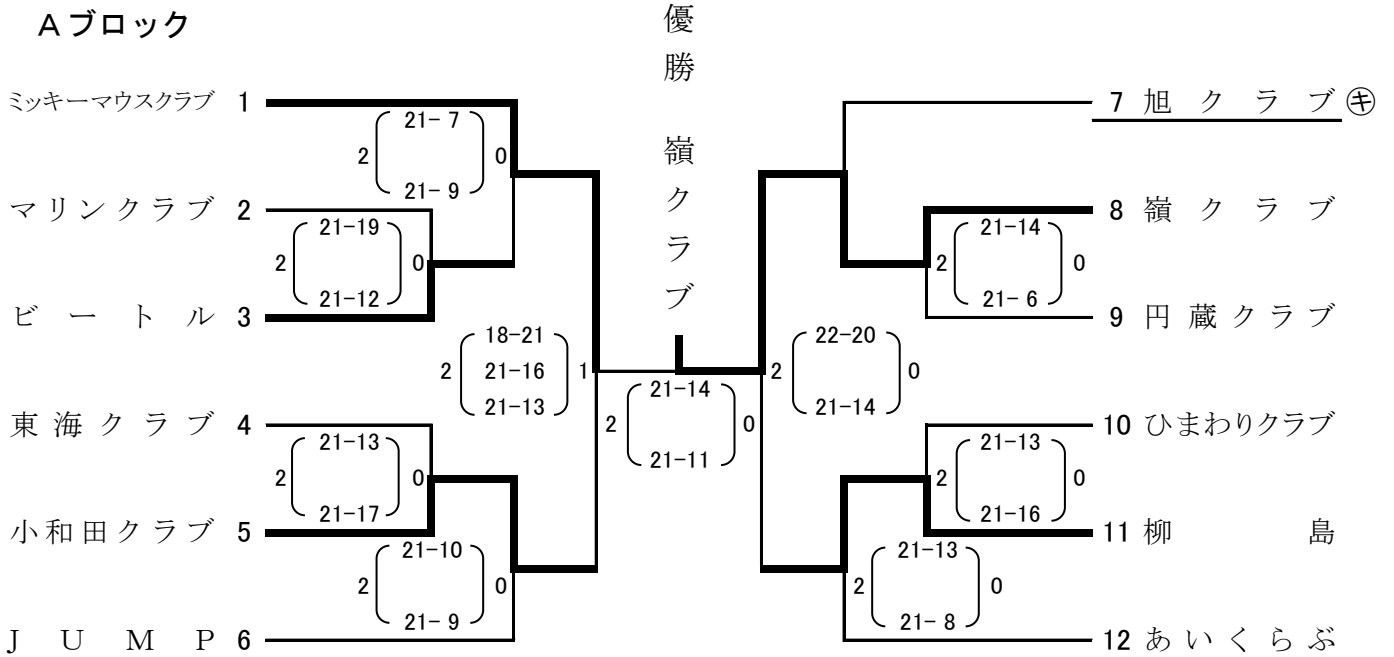 Aブロック
優勝 嶺クラブ
ミッキーマウスクラブ 1
21- 7
2 0
21- 9
マリンクラブ 2
21-19
2 0
21-12
ビートル 3
18-21
2 21-16 1
21-13
東海クラブ 4
21-13
2 0
21-17
小和田クラブ 5
21-10
2 0
21- 9
JUMP 6
21-14
2 0
21-11
7 旭クラブ ㋖
8 嶺クラブ
21-14
2 0
21- 6
9 円蔵クラブ
22-20
2 0
21-14
10 ひまわりクラブ
21-13
2 0
21-16
11 柳島
21-13
2 0
21- 8
12 あいくらぶ